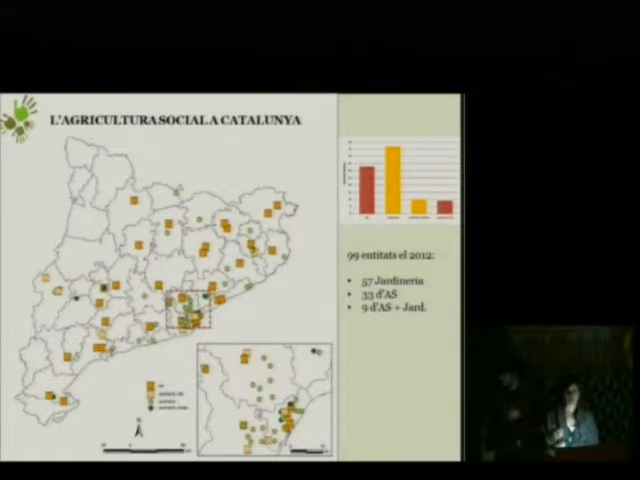 L'AGRICULTURA SOCIAL A CATALUNYA
99 entitats el 2012:
• 57 Jardineria
• 33 d'AS
• 9 d'AS + Jard.